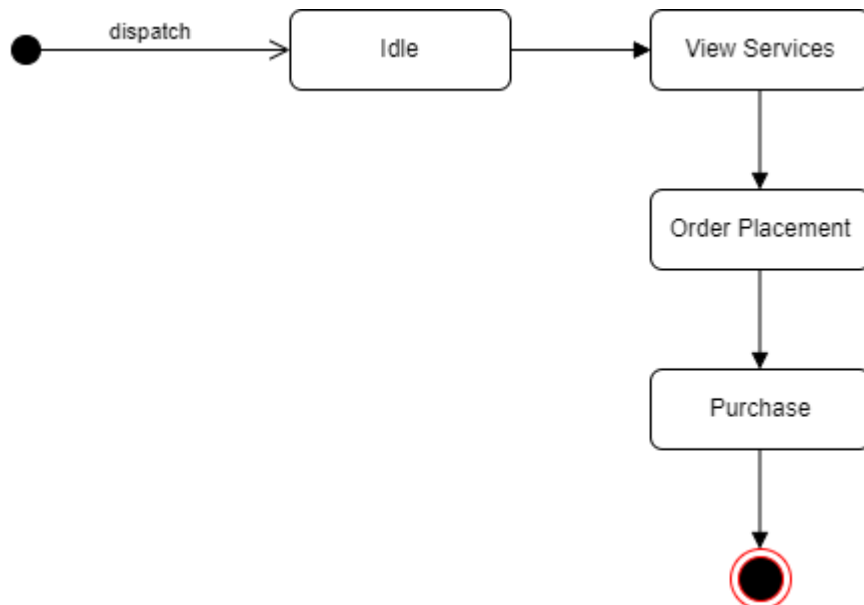 dispatch
Idle
View Services
Order Placement
Purchase